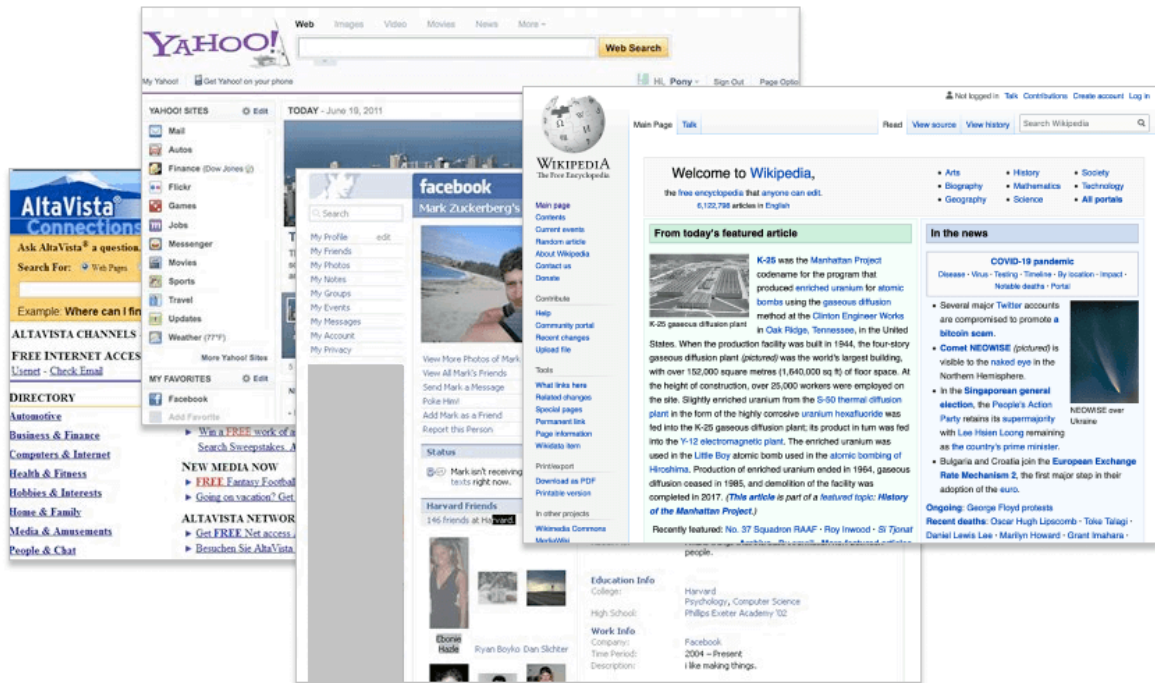 YAHOO!
Web Images Video Movies News More
Web Search
My Yahoo! Get Yahoo! on your phone
Hi, Pony Sign Out Page Optio
YAHOO! SITES Edit
Mail
Autos
Finance (Dow Jones)
Flickr
Games
Jobs
Messenger
Movies
Sports
Travel
Updates
Weather (77°F)
More Yahoo! Sites
MY FAVORITES Edit
Facebook
Add Favorite
TODAY - June 19, 2011
AltaVista®
Connections
Ask AltaVista® a question.
Search For: Web Pages
Example: Where can I fin
ALTAVISTA CHANNELS
FREE INTERNET ACCES
Usenet - Check Email
DIRECTORY
Automotive
Business & Finance
Computers & Internet
Health & Fitness
Hobbies & Interests
Home & Family
Media & Amusements
People & Chat
Win a FREE work of a
Search Sweepstakes. A
NEW MEDIA NOW
FREE Fantasy Football
Going on vacation? Get
ALTAVISTA NETWOR
Get FREE Net access
Besuchen Sie AltaVista
facebook
Mark Zuckerberg's
Search
My Profile edit
My Friends
My Photos
My Notes
My Groups
My Events
My Messages
My Account
My Privacy
View More Photos of Mark
View All Mark's Friends
Send Mark a Message
Poke Him!
Add Mark as a Friend
Report this Person
Status
Mark isn't receiving
texts right now.
Harvard Friends
146 friends at Harvard.
Ebonie
Hazle
Ryan Boyko Dan Slichter
people.
Education Info
College: Harvard
Psychology, Computer Science
High School: Phillips Exeter Academy '02
Work Info
Company: Facebook
Time Period: 2004 – Present
Description: i like making things.
WIKIPEDIA
The Free Encyclopedia
Not logged in Talk Contributions Create account Log in
Main Page Talk
Read View source View history Search Wikipedia
Main page
Contents
Current events
Random article
About Wikipedia
Contact us
Donate
Contribute
Help
Community portal
Recent changes
Upload file
Tools
What links here
Related changes
Special pages
Permanent link
Page information
Wikidata item
Print/export
Download as PDF
Printable version
In other projects
Wikimedia Commons
MediaWiki
Welcome to Wikipedia,
the free encyclopedia that anyone can edit.
6,122,798 articles in English
Arts
Biography
Geography
History
Mathematics
Science
Society
Technology
All portals
From today's featured article
K-25 gaseous diffusion plant
K-25 was the Manhattan Project
codename for the program that
produced enriched uranium for atomic
bombs using the gaseous diffusion
method at the Clinton Engineer Works
in Oak Ridge, Tennessee, in the United
States. When the production facility was built in 1944, the four-story
gaseous diffusion plant (pictured) was the world's largest building,
with over 152,000 square metres (1,640,000 sq ft) of floor space. At
the height of construction, over 25,000 workers were employed on
the site. Slightly enriched uranium from the S-50 thermal diffusion
plant in the form of the highly corrosive uranium hexafluoride was
fed into the K-25 gaseous diffusion plant; its product in turn was fed
into the Y-12 electromagnetic plant. The enriched uranium was
used in the Little Boy atomic bomb used in the atomic bombing of
Hiroshima. Production of enriched uranium ended in 1964, gaseous
diffusion ceased in 1985, and demolition of the facility was
completed in 2017. (This article is part of a featured topic: History
of the Manhattan Project.)
Recently featured: No. 37 Squadron RAAF · Roy Inwood · Si Tjonat
In the news
COVID-19 pandemic
Disease · Virus · Testing · Timeline · By location · Impact ·
Notable deaths · Portal
Several major Twitter accounts
are compromised to promote a
bitcoin scam.
Comet NEOWISE (pictured) is
visible to the naked eye in the
Northern Hemisphere.
In the Singaporean general
election, the People's Action
Party retains its supermajority
with Lee Hsien Loong remaining
as the country's prime minister.
NEOWISE over
Ukraine
Bulgaria and Croatia join the European Exchange
Rate Mechanism 2, the first major step in their
adoption of the euro.
Ongoing: George Floyd protests
Recent deaths: Oscar Hugh Lipscomb · Toke Talagi ·
Daniel Lewis Lee · Marilyn Howard · Grant Imahara ·